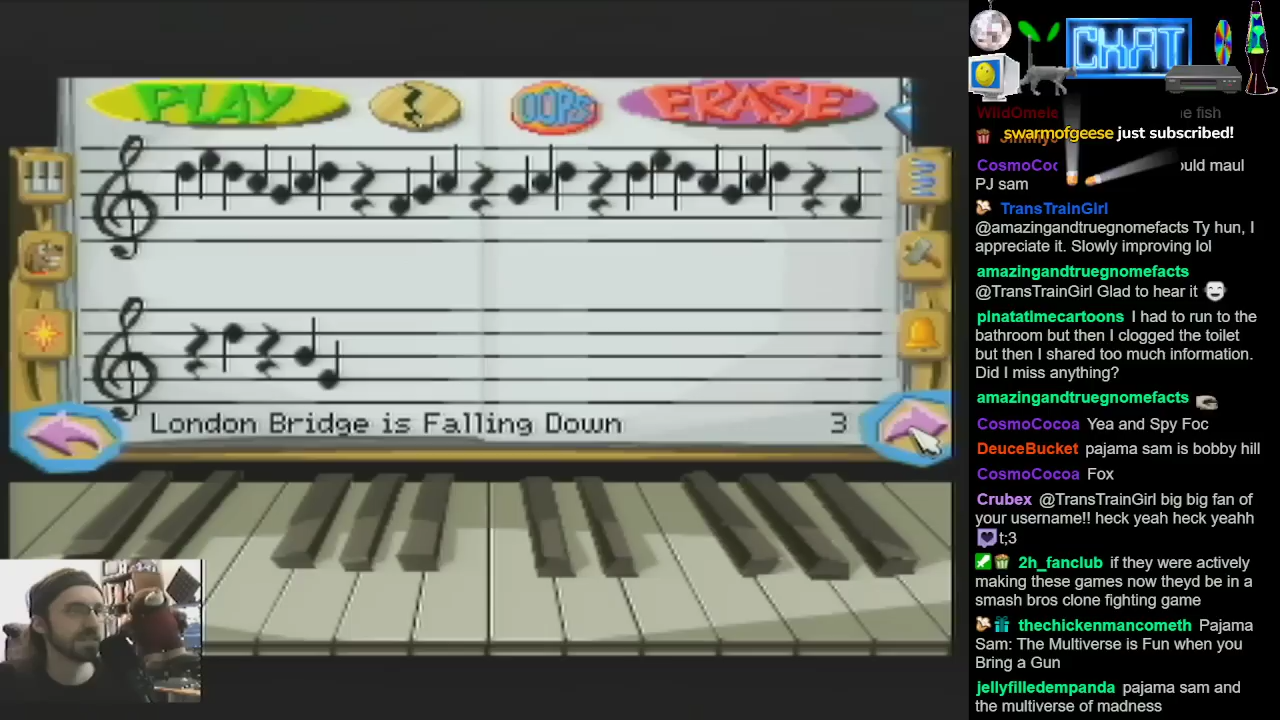 PLAY OOPS ERASE
London Bridge is Falling Down 3
CHAT
fish
swarmofgeese just subscribed!
CosmoCoc uld maul
PJ sam
TransTrainGirl
@amazingandtruegnomefacts Ty hun, I
appreciate it. Slowly improving lol
amazingandtruegnomefacts
@TransTrainGirl Glad to hear it
pinatatimecartoons I had to run to the
bathroom but then I clogged the toilet
but then I shared too much information.
Did I miss anything?
amazingandtruegnomefacts
CosmoCocoa Yea and Spy Foc
DeuceBucket pajama sam is bobby hill
CosmoCocoa Fox
Crubex @TransTrainGirl big big fan of
your username!! heck yeah heck yeahh
t;3
2h_fanclub if they were actively
making these games now theyd be in a
smash bros clone fighting game
thechickenmancometh Pajama
Sam: The Multiverse is Fun when you
Bring a Gun
jellyfilledempanda pajama sam and
the multiverse of madness